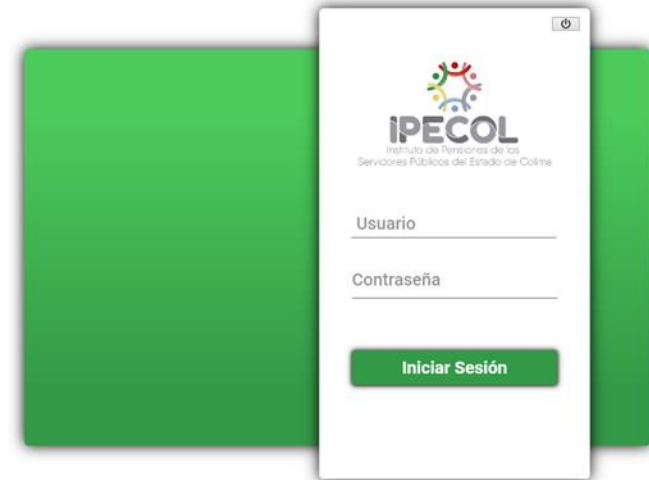 IPECOL
Instituto de Pensiones de los
Servidores Públicos del Estado de Colima
Usuario
Contraseña
Iniciar Sesión